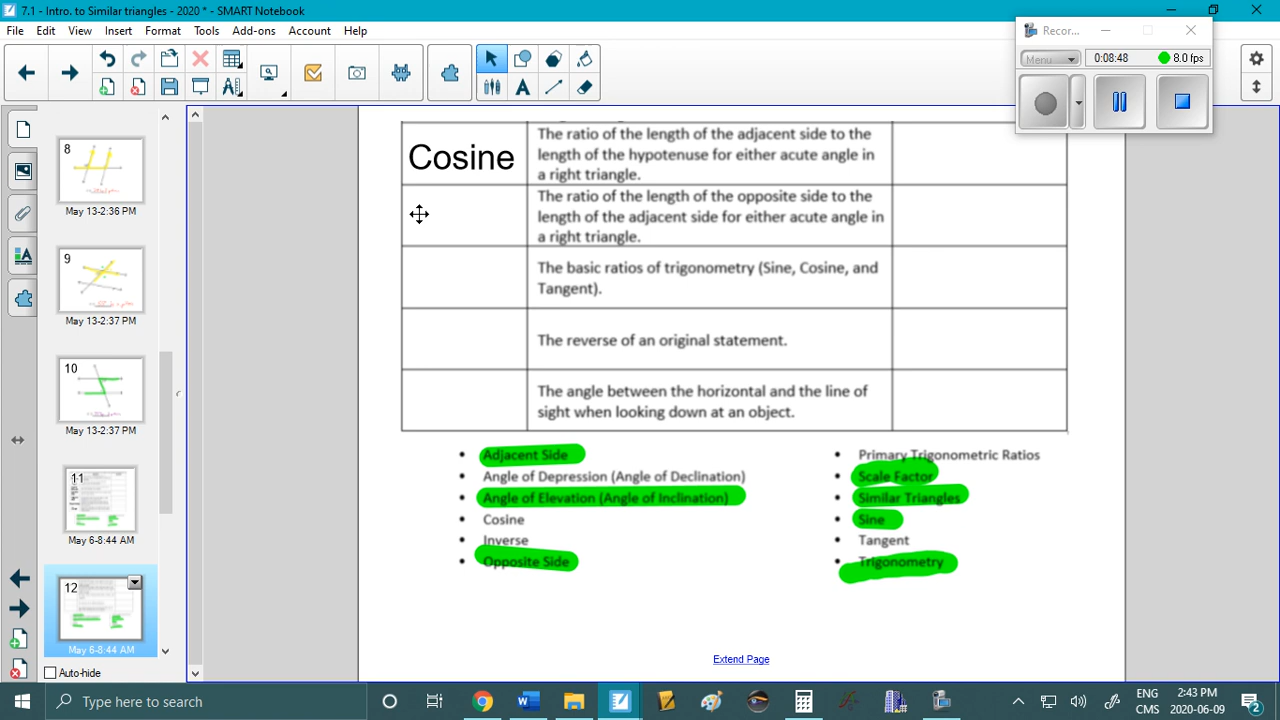 7.1 - Intro. to Similar triangles - 2020 * - SMART Notebook
File Edit View Insert Format Tools Add-ons Account Help
Recor...
Menu 0:08:48 8.0 fps
8
May 13-2:36 PM
9
May 13-2:37 PM
10
May 13-2:37 PM
11
May 6-8:44 AM
12
May 6-8:44 AM
Auto-hide
Cosine
The ratio of the length of the adjacent side to the
length of the hypotenuse for either acute angle in
a right triangle.
The ratio of the length of the opposite side to the
length of the adjacent side for either acute angle in
a right triangle.
The basic ratios of trigonometry (Sine, Cosine, and
Tangent).
The reverse of an original statement.
The angle between the horizontal and the line of
sight when looking down at an object.
• Adjacent Side
• Angle of Depression (Angle of Declination)
• Angle of Elevation (Angle of Inclination)
• Cosine
• Inverse
• Opposite Side
• Primary Trigonometric Ratios
• Scale Factor
• Similar Triangles
• Sine
• Tangent
• Trigonometry
Extend Page
Type here to search
ENG
CMS
2:43 PM
2020-06-09
2